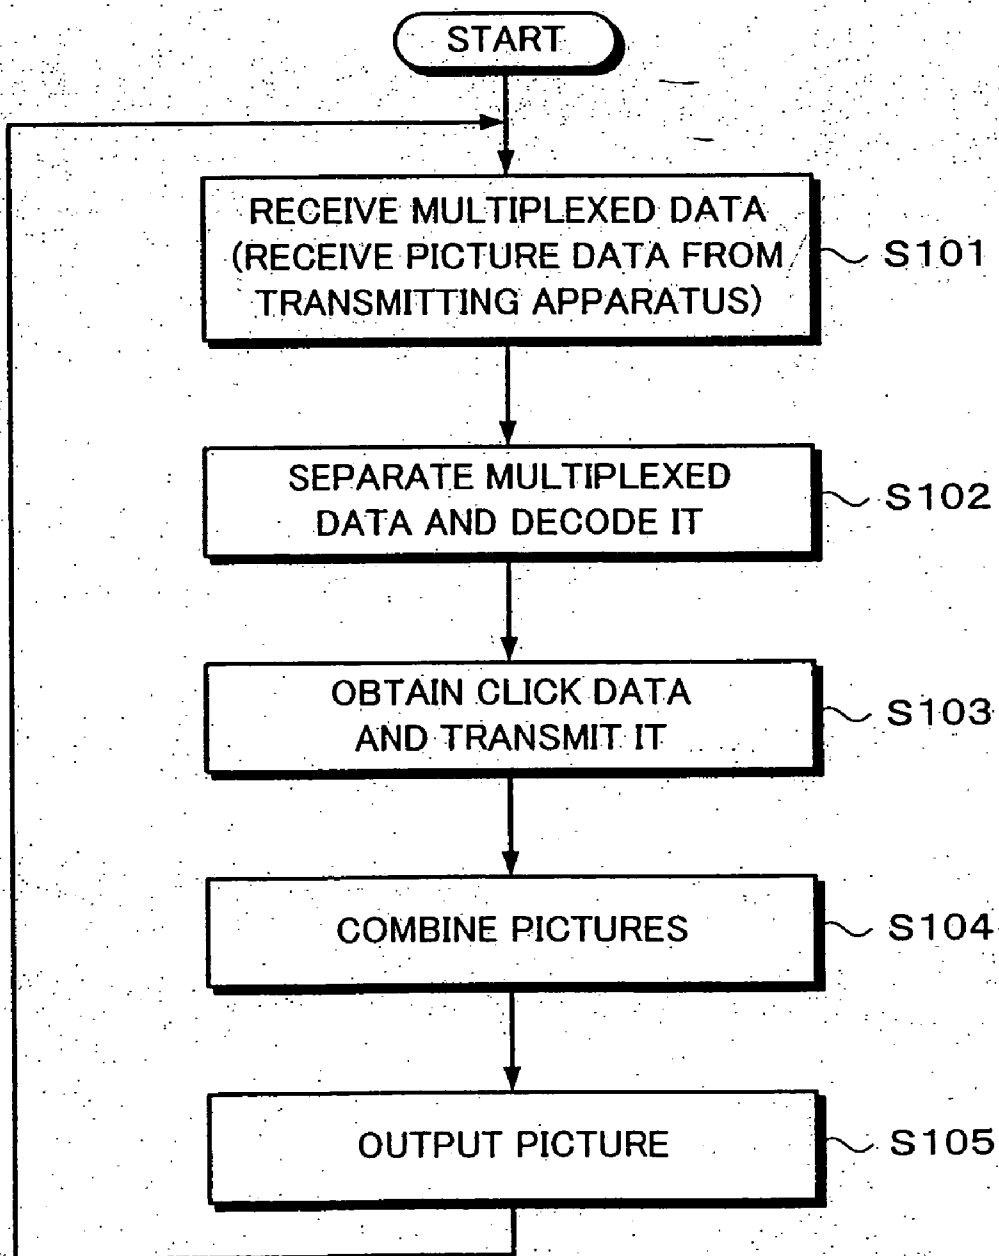 START
RECEIVE MULTIPLEXED DATA
(RECEIVE PICTURE DATA FROM
TRANSMITTING APPARATUS)
S101
SEPARATE MULTIPLEXED
DATA AND DECODE IT
S102
OBTAIN CLICK DATA
AND TRANSMIT IT
S103
COMBINE PICTURES
S104
OUTPUT PICTURE
S105